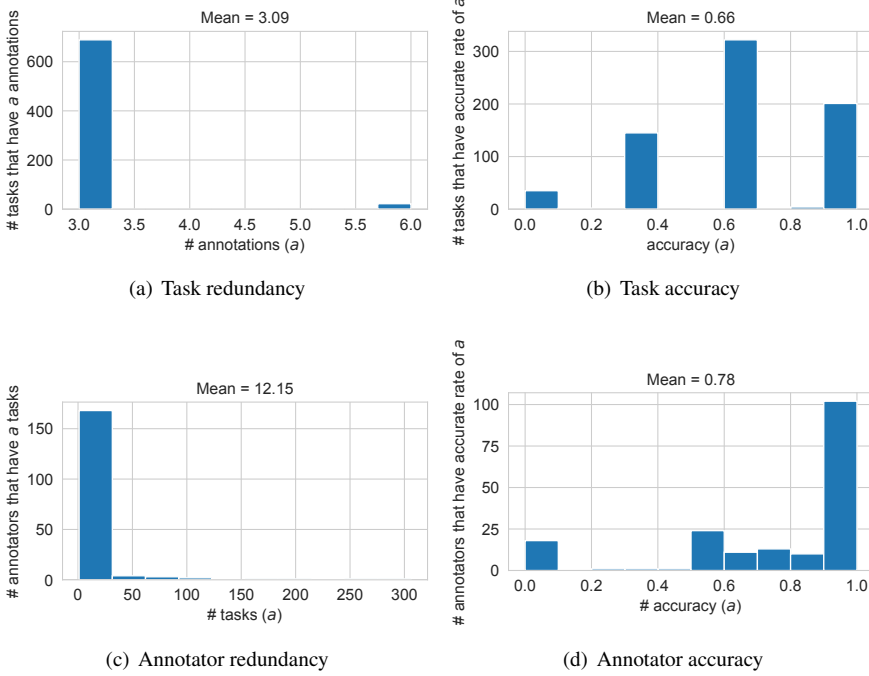 Mean = 3.09
# tasks that have a annotations
600
400
200
0
3.0 3.5 4.0 4.5 5.0 5.5 6.0
# annotations (a)
(a) Task redundancy
Mean = 0.66
# tasks that have accurate rate of a
300
200
100
0
0.0 0.2 0.4 0.6 0.8 1.0
accuracy (a)
(b) Task accuracy
Mean = 12.15
# annotators that have a tasks
150
100
50
0
0 50 100 150 200 250 300
# tasks (a)
(c) Annotator redundancy
Mean = 0.78
# annotators that have accurate rate of a
100
75
50
25
0
0.0 0.2 0.4 0.6 0.8 1.0
# accuracy (a)
(d) Annotator accuracy